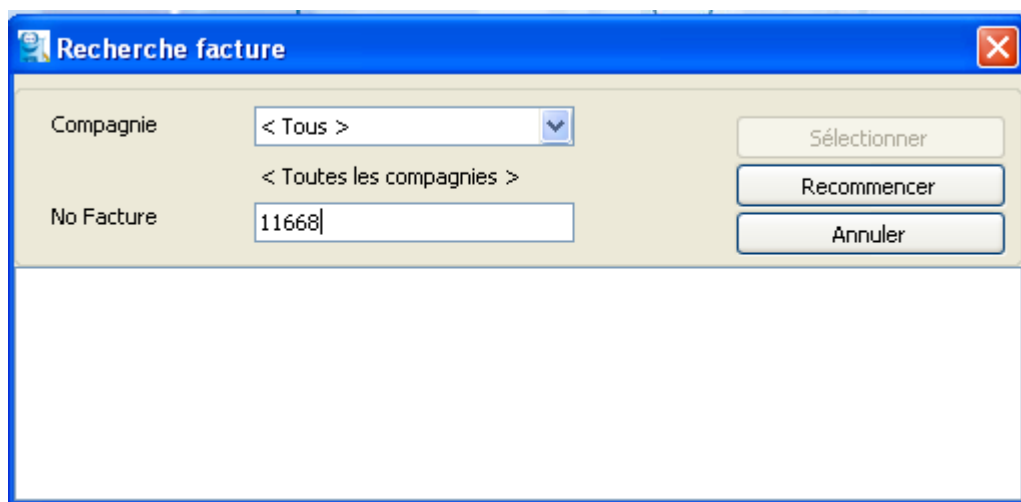 Recherche facture
Compagnie
< Tous >
Sélectionner
< Toutes les compagnies >
Recommencer
No Facture
11668
Annuler